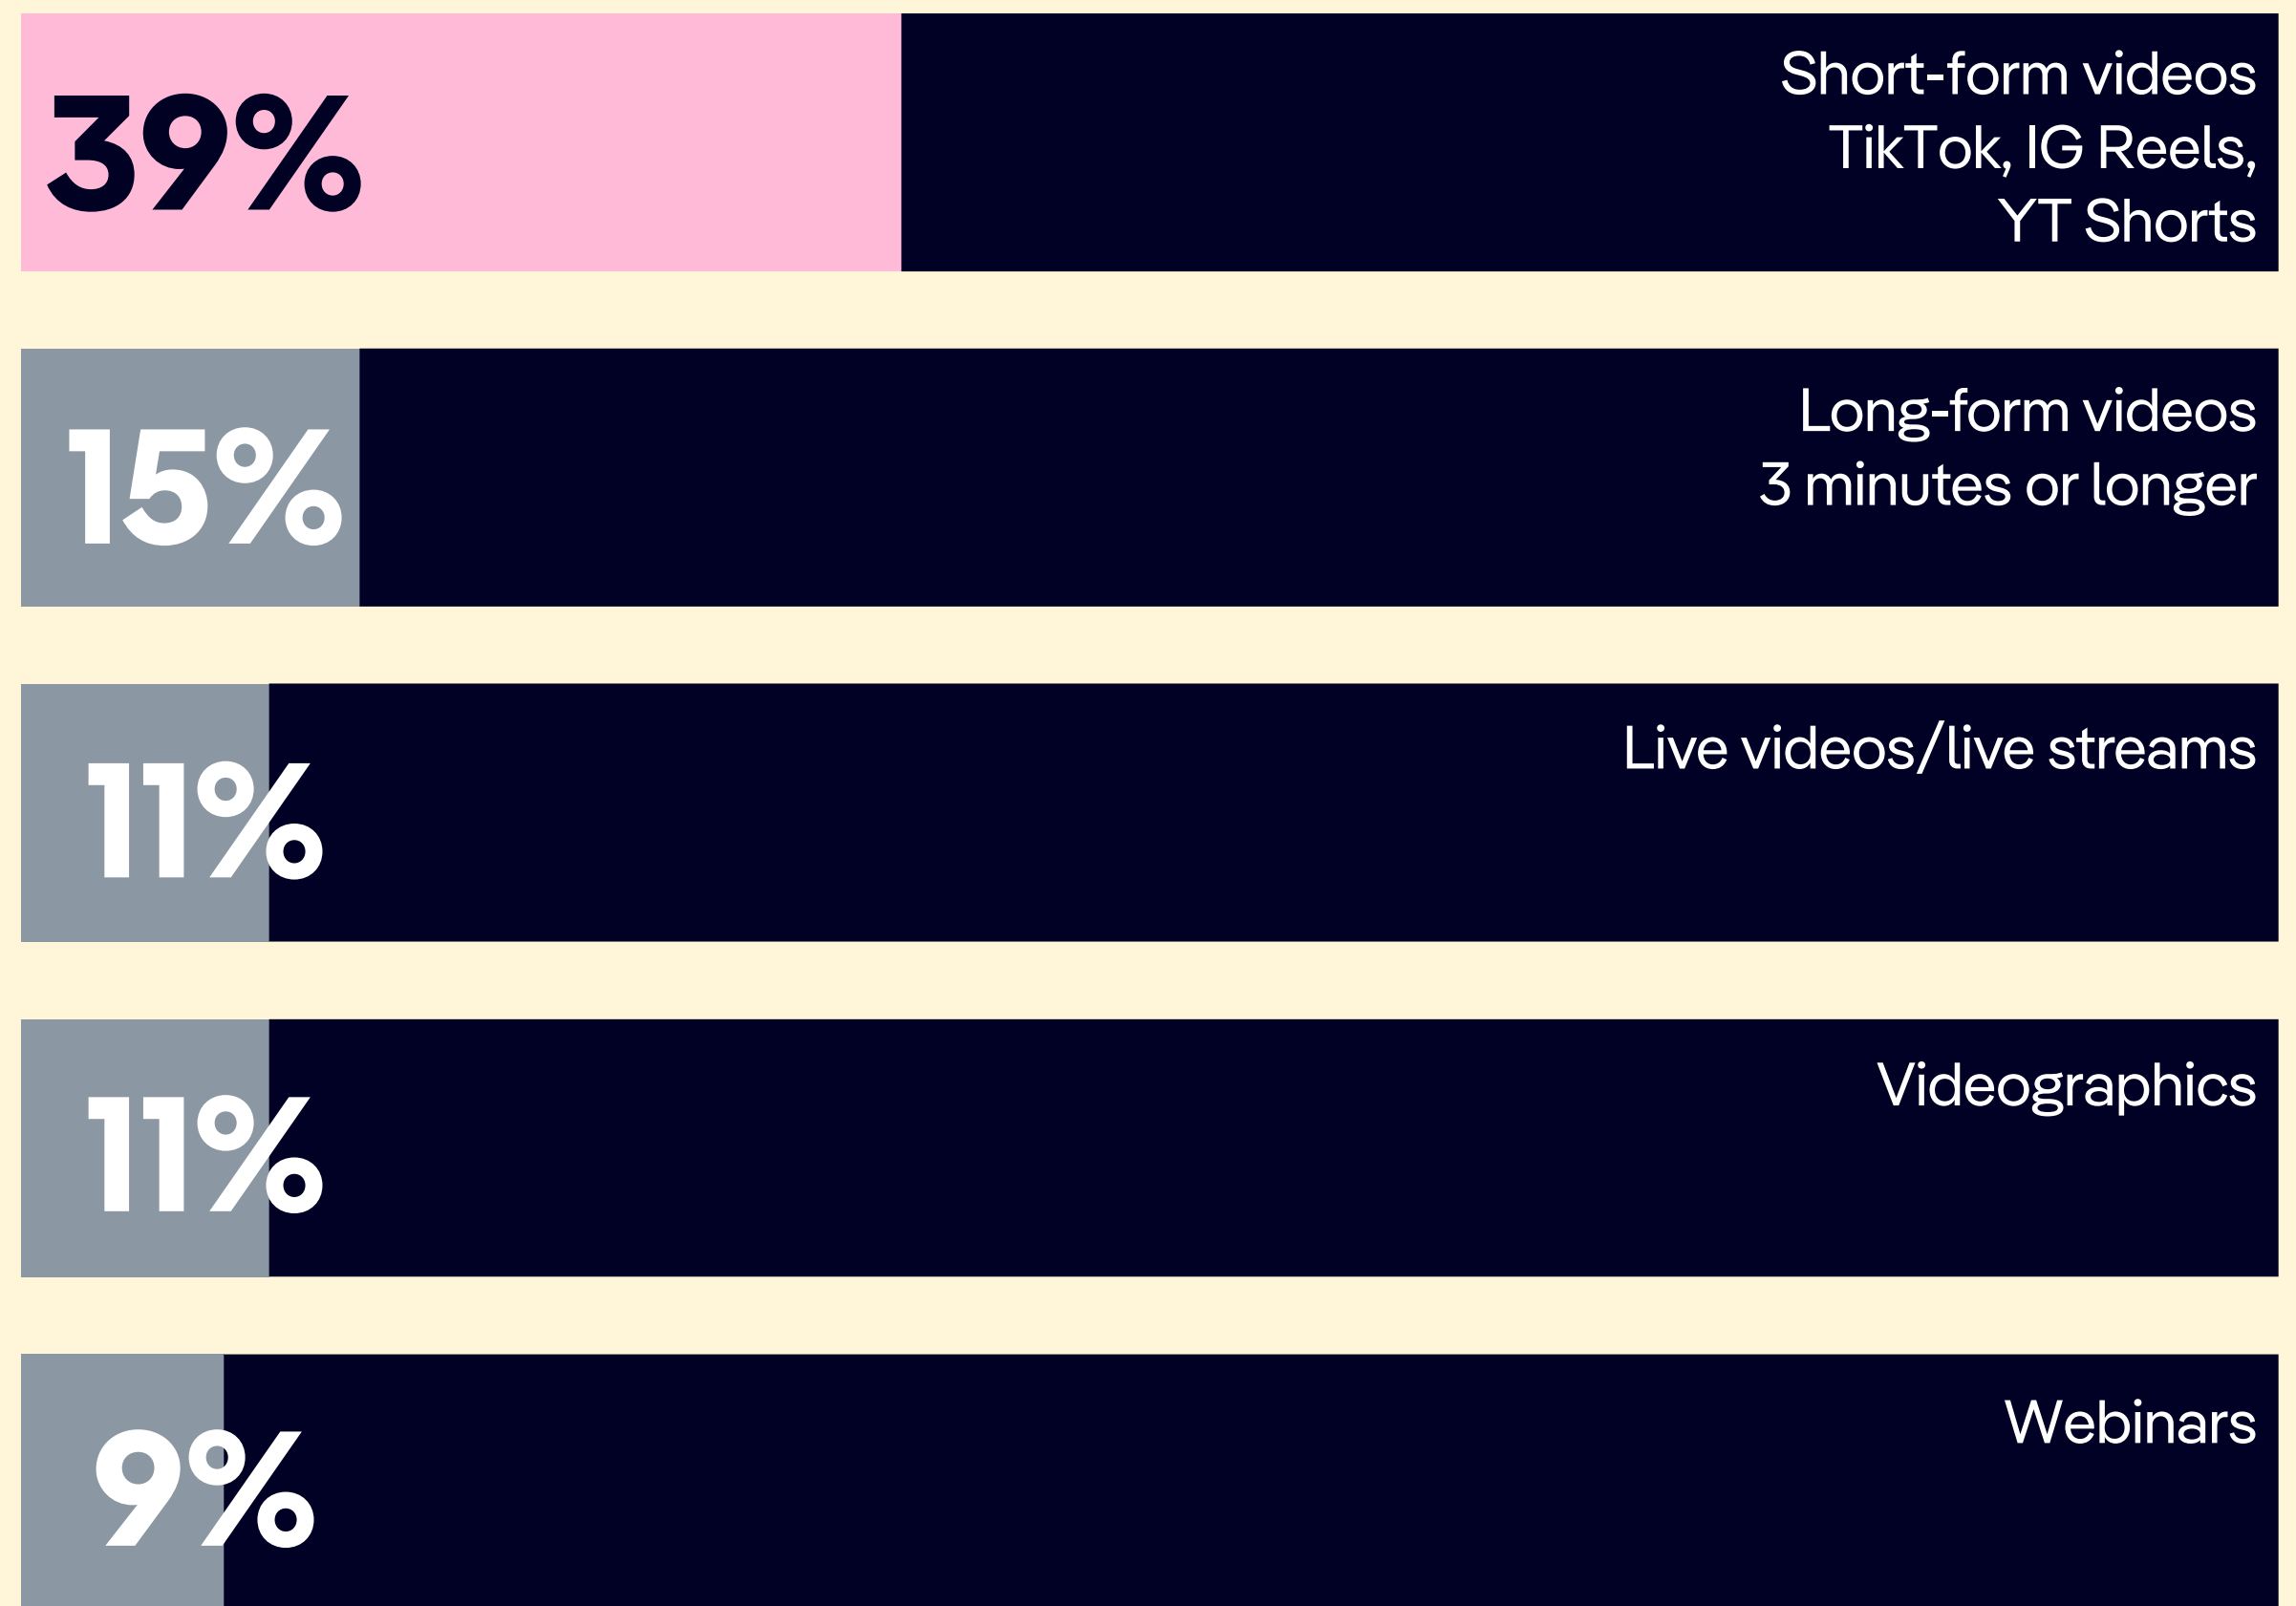 39%
Short-form videos
TikTok, IG Reels,
YT Shorts
15%
Long-form videos
3 minutes or longer
11%
Live videos/live streams
11%
Videographics
9%
Webinars